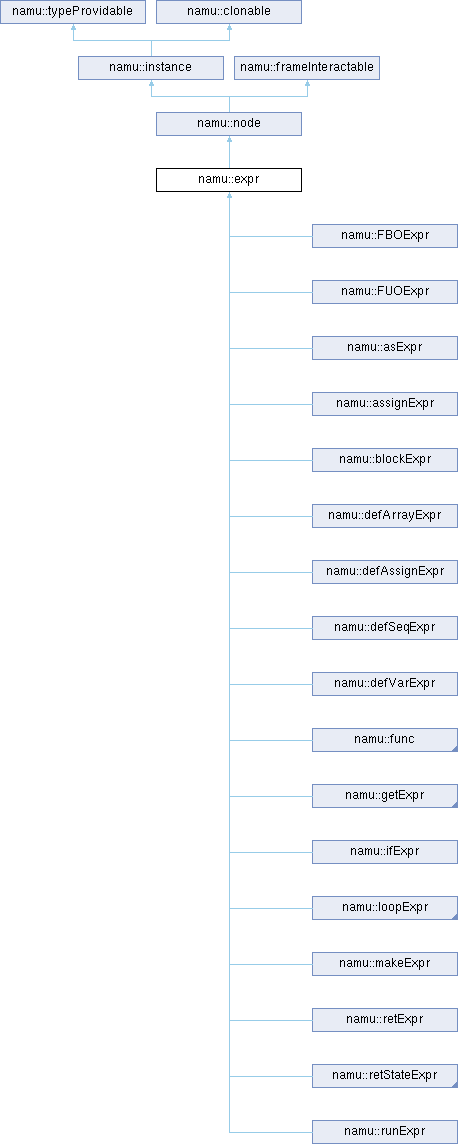 namu::typeProvidable
namu::clonable
namu::instance
namu::frameInteractable
namu::node
namu::expr
namu::FBOExpr
namu::FUOExpr
namu::asExpr
namu::assignExpr
namu::blockExpr
namu::defArrayExpr
namu::defAssignExpr
namu::defSeqExpr
namu::defVarExpr
namu::func
namu::getExpr
namu::ifExpr
namu::loopExpr
namu::makeExpr
namu::retExpr
namu::retStateExpr
namu::runExpr